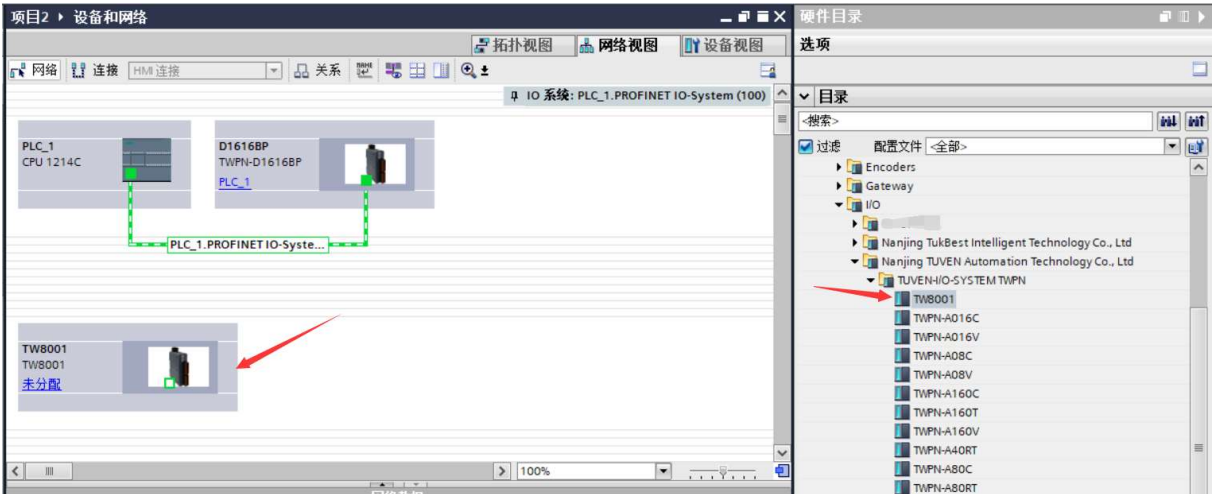 项目2 ▸ 设备和网络
拓扑视图 网络视图 设备视图
网络 连接 HMI 连接 关系
IO 系统: PLC_1.PROFINET IO-System (100)
PLC_1
CPU 1214C
D1616BP
TWPN-D1616BP
PLC_1
PLC_1.PROFINET IO-Syste...
TW8001
TW8001
未分配
100%
硬件目录
选项
目录
<搜索>
过滤 配置文件 <全部>
Encoders
Gateway
I/O
Nanjing TukBest Intelligent Technology Co., Ltd
Nanjing TUVEN Automation Technology Co., Ltd
TUVEN-I/O-SYSTEM TWPN
TW8001
TWPN-A016C
TWPN-A016V
TWPN-A08C
TWPN-A08V
TWPN-A160C
TWPN-A160T
TWPN-A160V
TWPN-A40RT
TWPN-A80C
TWPN-A80RT